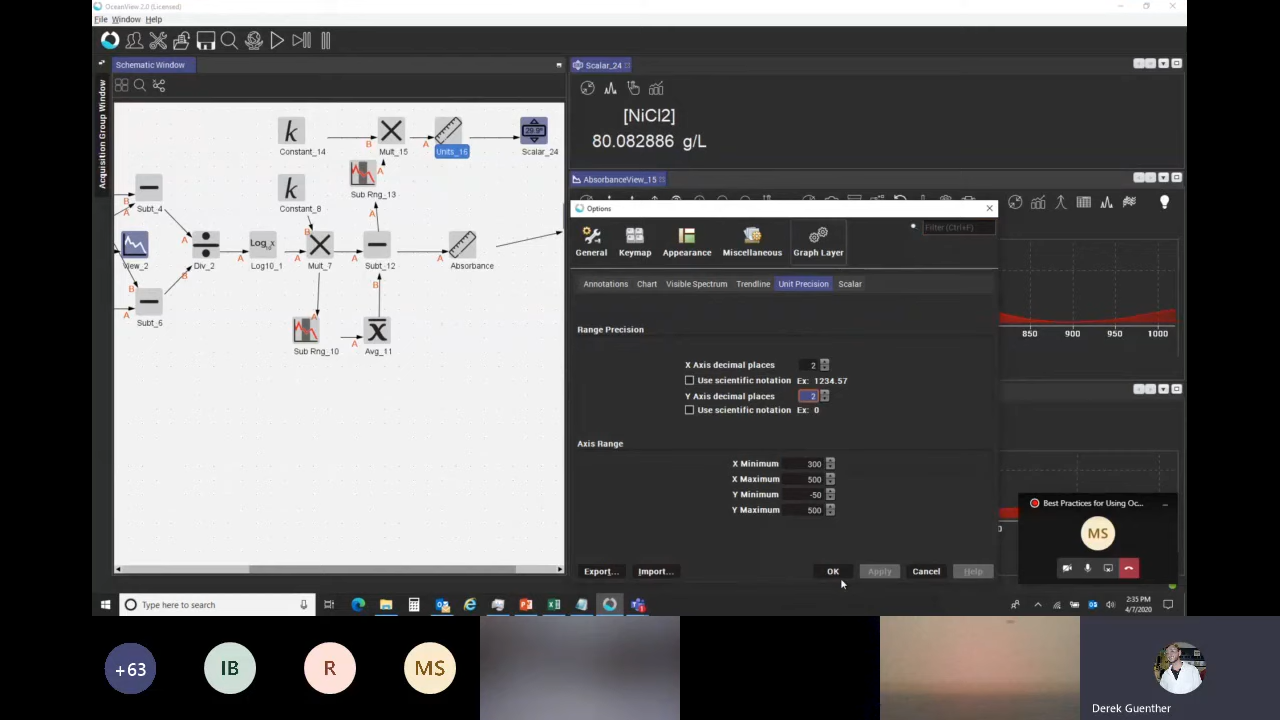 OceanView 2.0 (Licensed)
File Window Help
Schematic Window
Acquisition Group Window
Constant_14
B
Mult_15
A
Units_16
A
Scalar_24
k
Sub Rng_13
A
Subt_4
B
A
k
Constant_8
A
B
View_2
A
Div_2
A
Log10x
Log10_1
A
Mult_7
B
A
Subt_12
A
Absorbance
A
B
Subt_6
A
B
A
Sub Rng_10
A
Avg_11
B
Scalar_24
[NiCl2]
80.082886 g/L
AbsorbanceView_15
Options
General Keymap Appearance Miscellaneous Graph Layer
Filter (Ctrl+F)
Annotations Chart Visible Spectrum Trendline Unit Precision Scalar
Range Precision
X Axis decimal places 2
Use scientific notation Ex: 1234.57
Y Axis decimal places 2
Use scientific notation Ex: 0
Axis Range
X Minimum 300
X Maximum 500
Y Minimum -50
Y Maximum 500
Export... Import... OK Apply Cancel Help
850 900 950 1000
Best Practices for Using Oc... ...
MS
Type here to search
2:35 PM
4/7/2020
+63
IB
R
MS
Derek Guenther